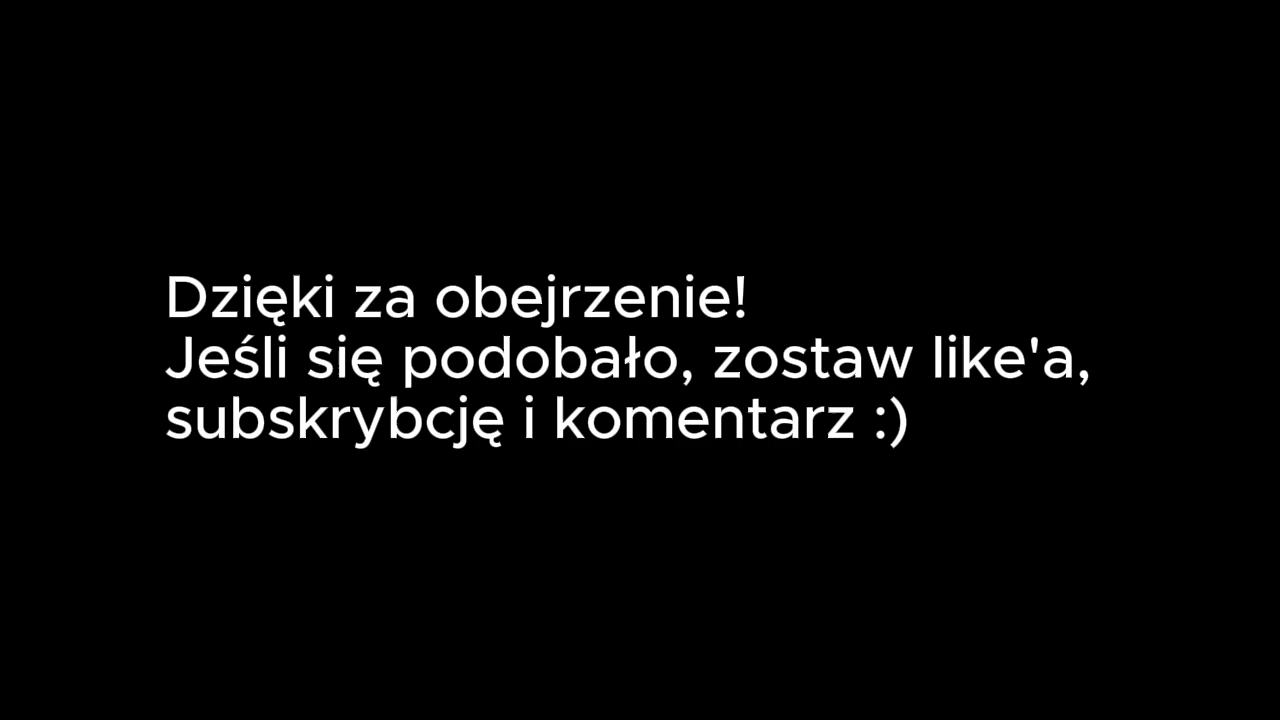 Dzięki za obejrzenie!
Jeśli się podobało, zostaw like'a,
subskrybcję i komentarz :)